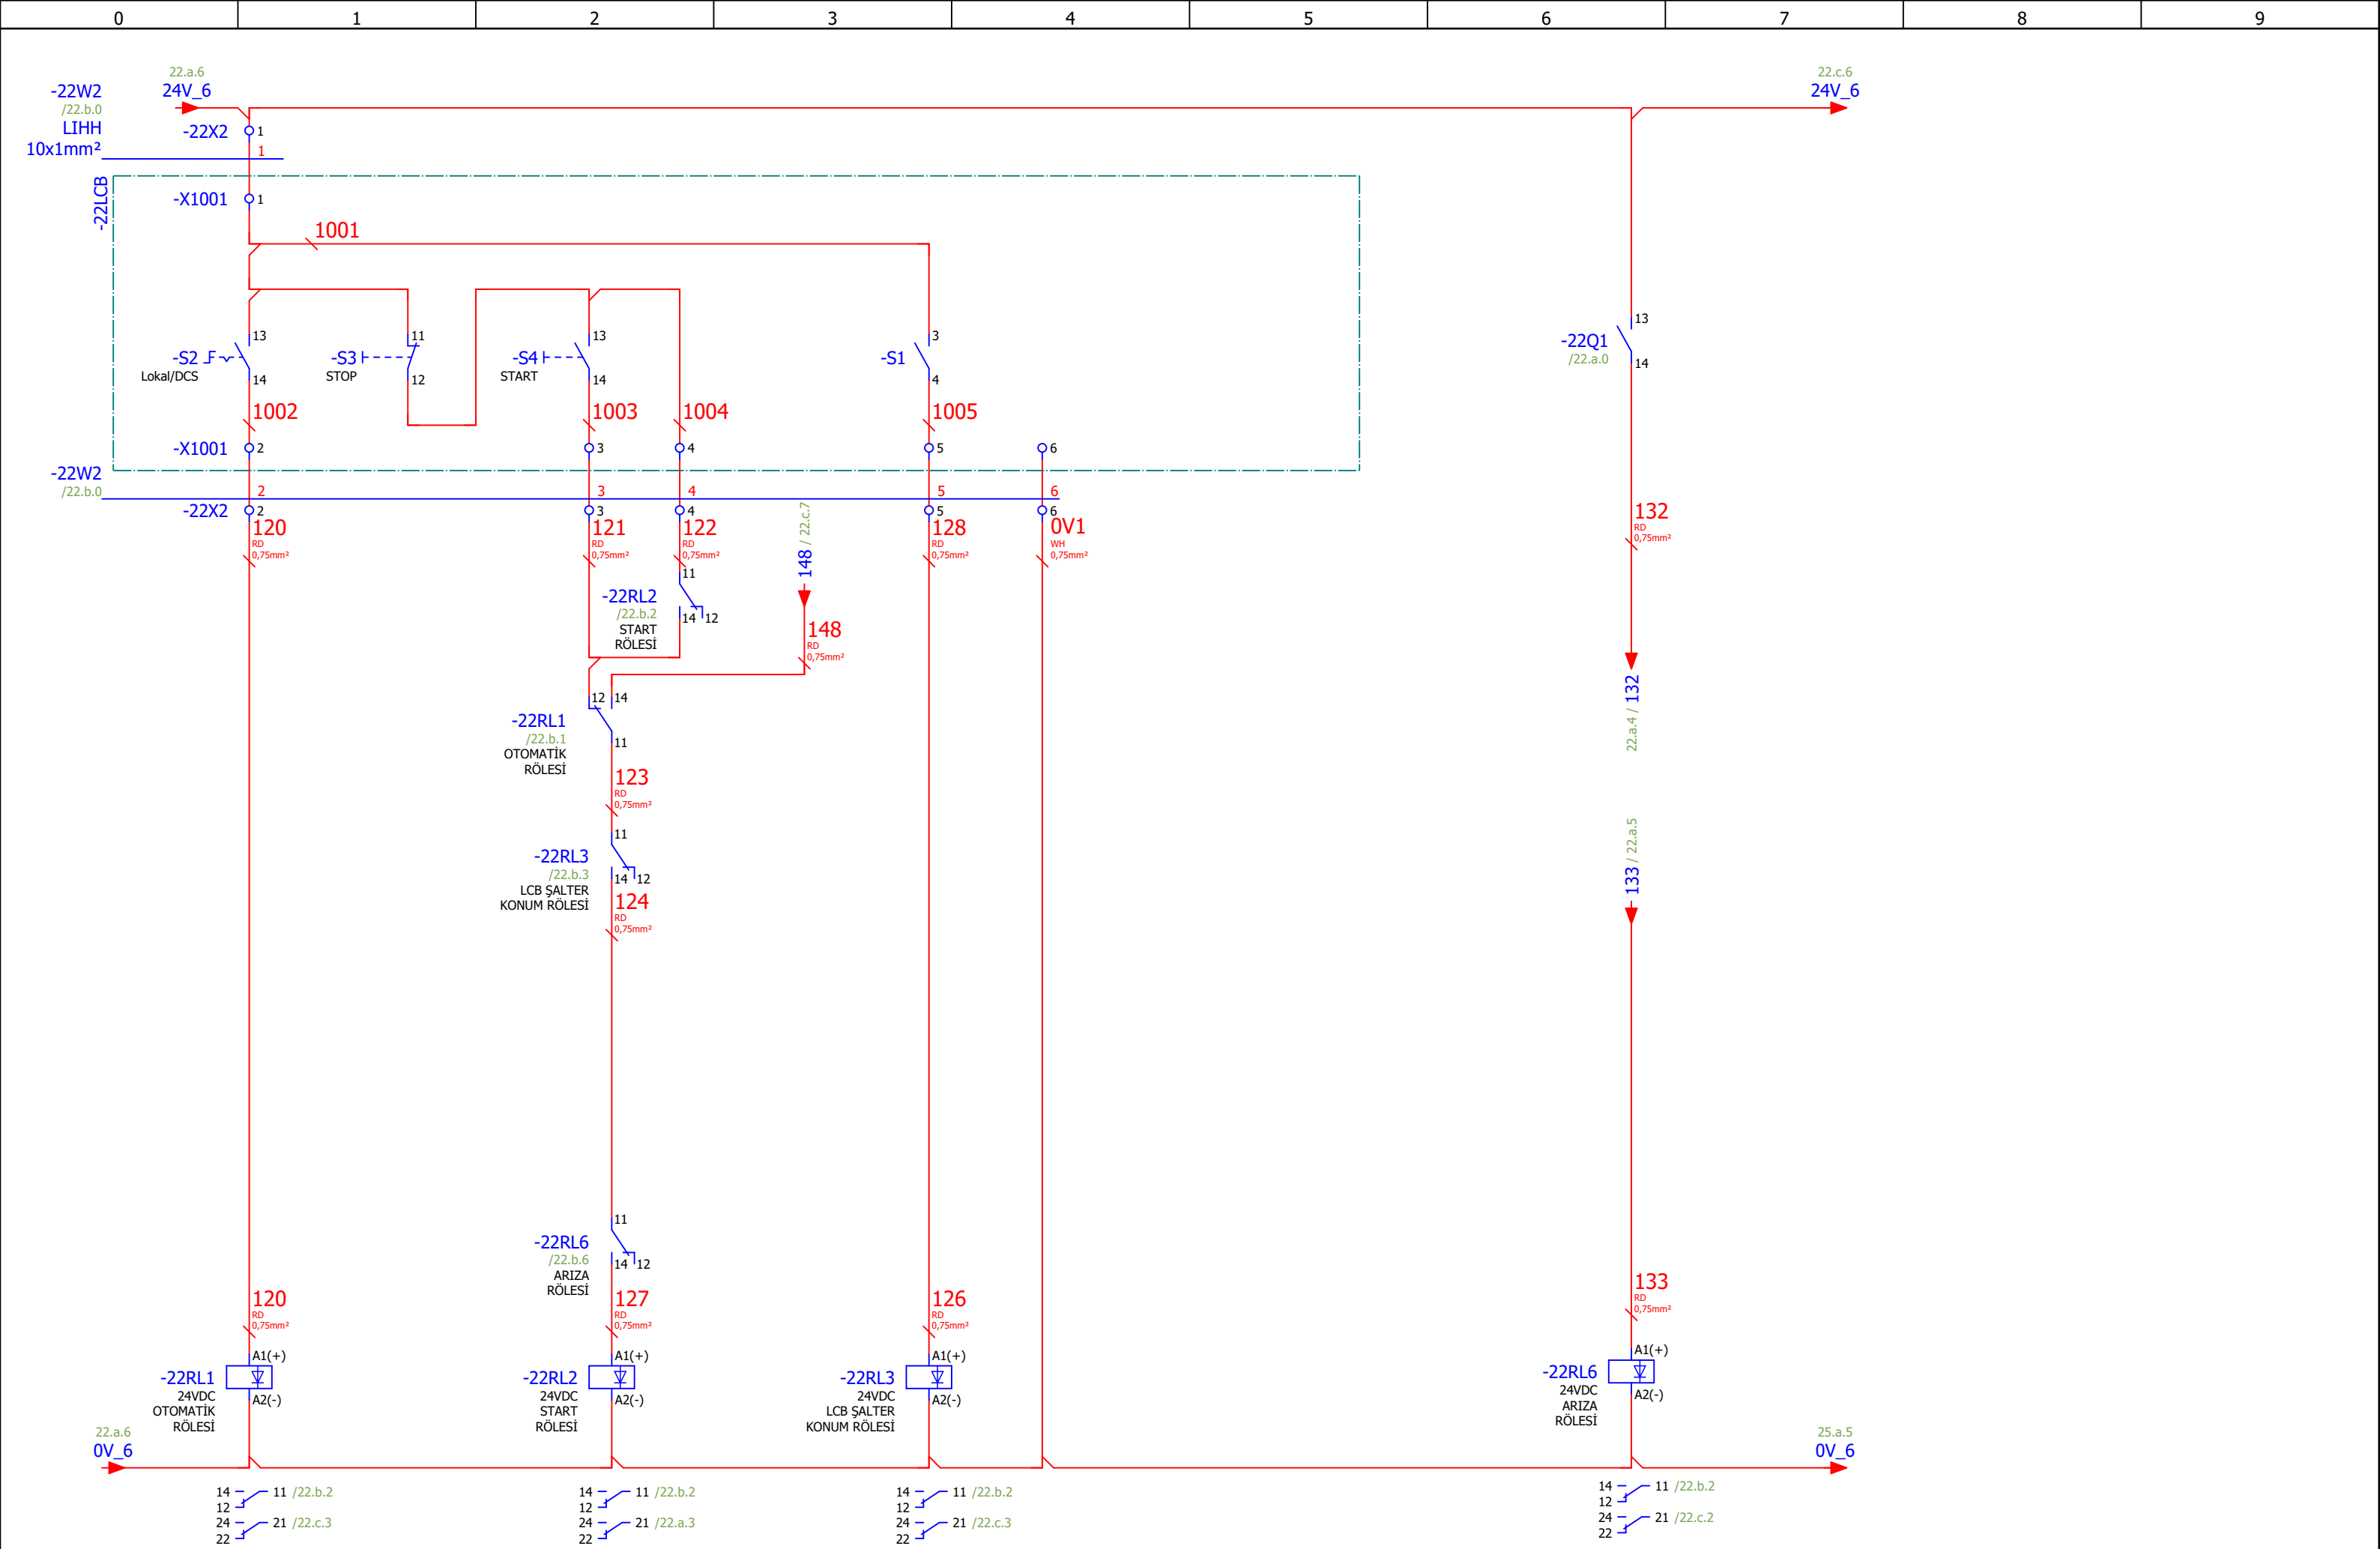 0 1 2 3 4 5 6 7 8 9
22.a.6
24V_6
22.c.6
24V_6
-22W2
/22.b.0
LIHH
10x1mm²
-22X2 1
1
-22LCB
-X1001 1
1001
13
-S2
Lokal/DCS
14
11
-S3
STOP
12
13
-S4
START
14
3
-S1
4
13
-22Q1
/22.a.0
14
1002
1003
1004
1005
-X1001 2 3 4 5 6
-22W2
/22.b.0
2 3 4 5 6
-22X2 2 3 4 5 6
120
RD
0,75mm²
121
RD
0,75mm²
122
RD
0,75mm²
148 / 22.c.7
128
RD
0,75mm²
0V1
WH
0,75mm²
132
RD
0,75mm²
11
-22RL2
/22.b.2
START
RÖLESİ
14 12
148
RD
0,75mm²
22.a.4 / 132
12 14
-22RL1
/22.b.1
OTOMATİK
RÖLESİ
11
123
RD
0,75mm²
11
-22RL3
/22.b.3
LCB ŞALTER
KONUM RÖLESİ
14 12
124
RD
0,75mm²
133 / 22.a.5
11
-22RL6
/22.b.6
ARIZA
RÖLESİ
14 12
120
RD
0,75mm²
127
RD
0,75mm²
126
RD
0,75mm²
133
RD
0,75mm²
A1(+)
-22RL1
24VDC
OTOMATİK
RÖLESİ
A2(-)
A1(+)
-22RL2
24VDC
START
RÖLESİ
A2(-)
A1(+)
-22RL3
24VDC
LCB ŞALTER
KONUM RÖLESİ
A2(-)
A1(+)
-22RL6
24VDC
ARIZA
RÖLESİ
A2(-)
22.a.6
0V_6
25.a.5
0V_6
14 11 /22.b.2
12
24 21 /22.c.3
22
14 11 /22.b.2
12
24 21 /22.a.3
22
14 11 /22.b.2
12
24 21 /22.c.3
22
14 11 /22.b.2
12
24 21 /22.c.2
22